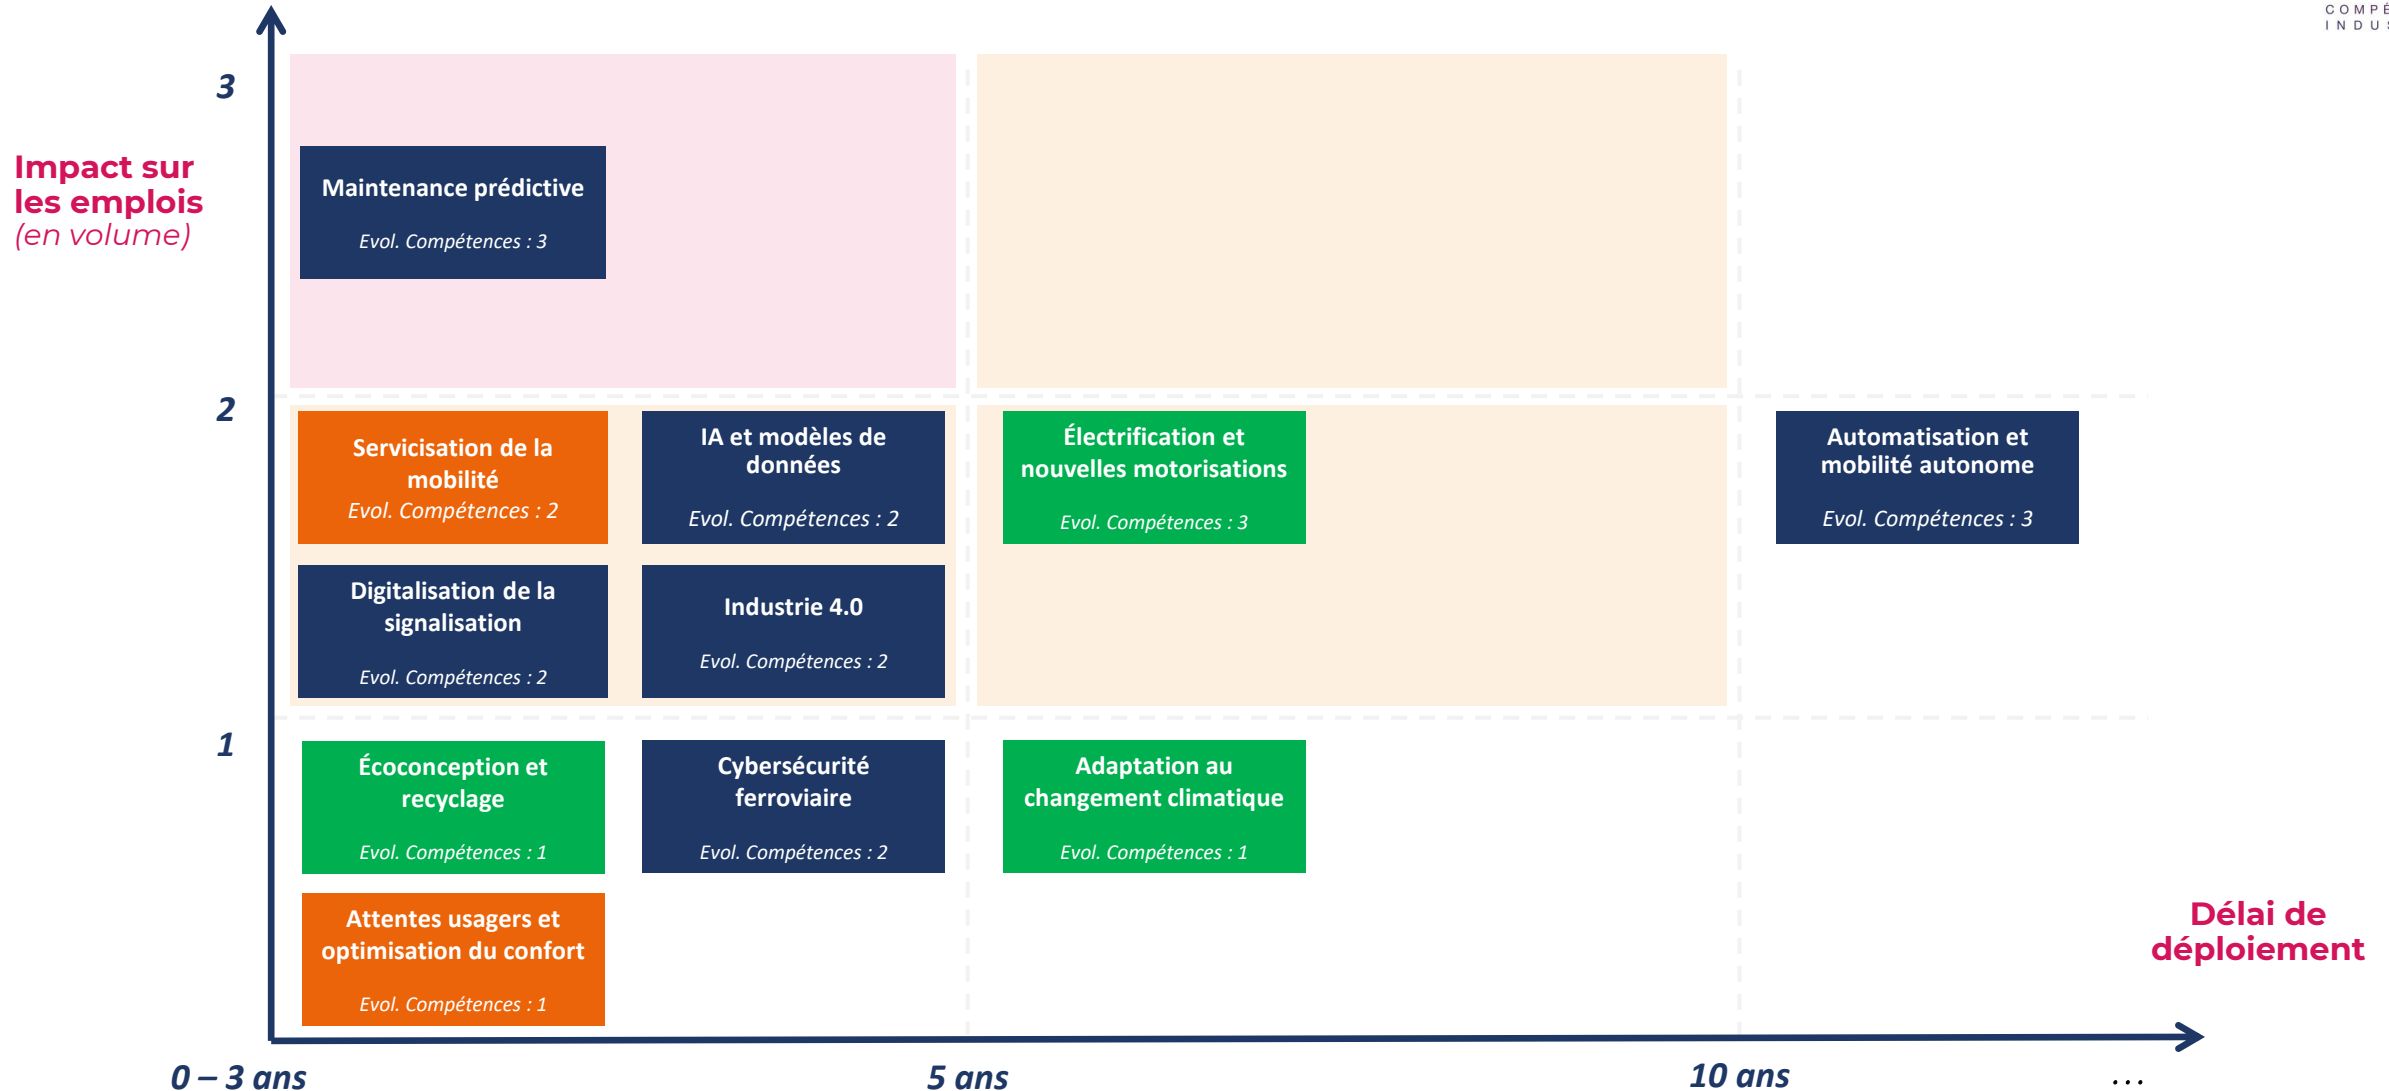 COMPÉ
INDUS
3
Impact sur
les emplois
(en volume)
Maintenance prédictive
Evol. Compétences : 3
2
Servicisation de la
mobilité
Evol. Compétences : 2
IA et modèles de
données
Evol. Compétences : 2
Électrification et
nouvelles motorisations
Evol. Compétences : 3
Automatisation et
mobilité autonome
Evol. Compétences : 3
Digitalisation de la
signalisation
Evol. Compétences : 2
Industrie 4.0
Evol. Compétences : 2
1
Écoconception et
recyclage
Evol. Compétences : 1
Cybersécurité
ferroviaire
Evol. Compétences : 2
Adaptation au
changement climatique
Evol. Compétences : 1
Attentes usagers et
optimisation du confort
Evol. Compétences : 1
Délai de
déploiement
0 – 3 ans
5 ans
10 ans
...